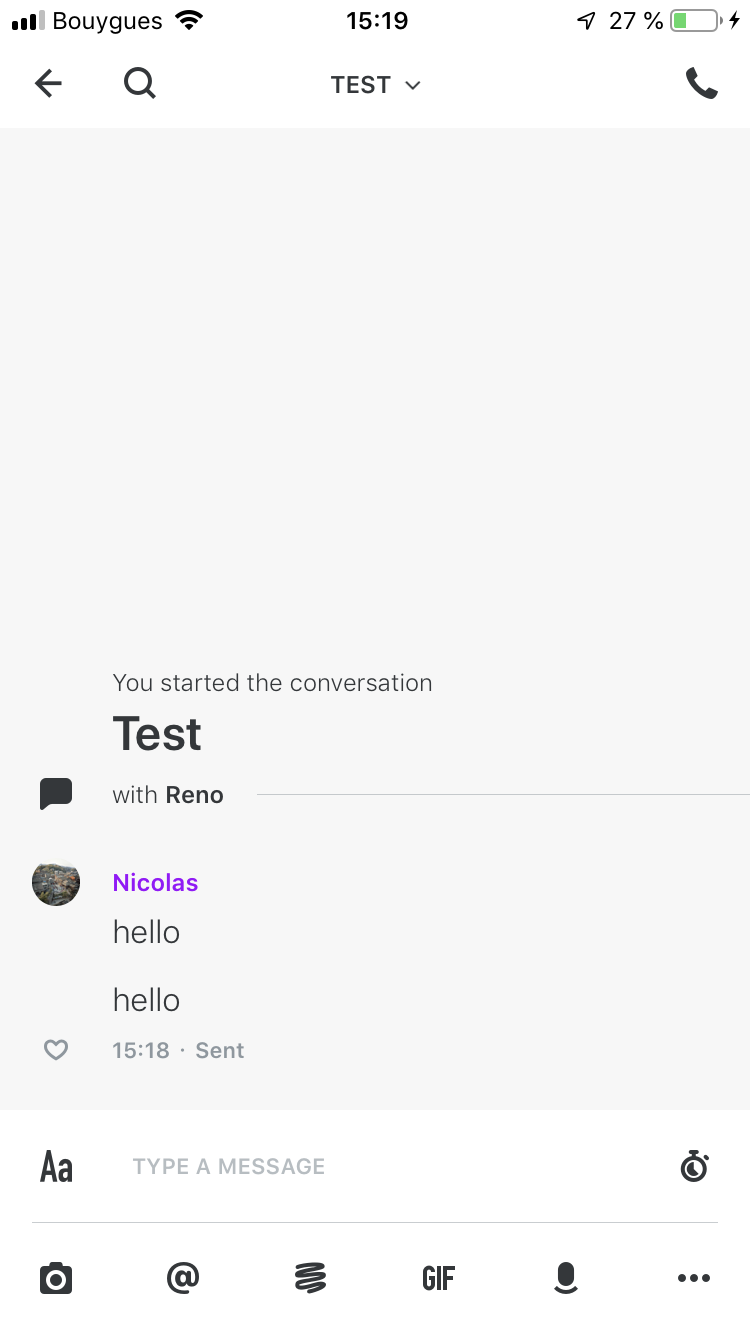 Bouygues 15:19 27 %
TEST
You started the conversation
Test
with Reno
Nicolas
hello
hello
15:18 · Sent
Aa TYPE A MESSAGE
@ GIF